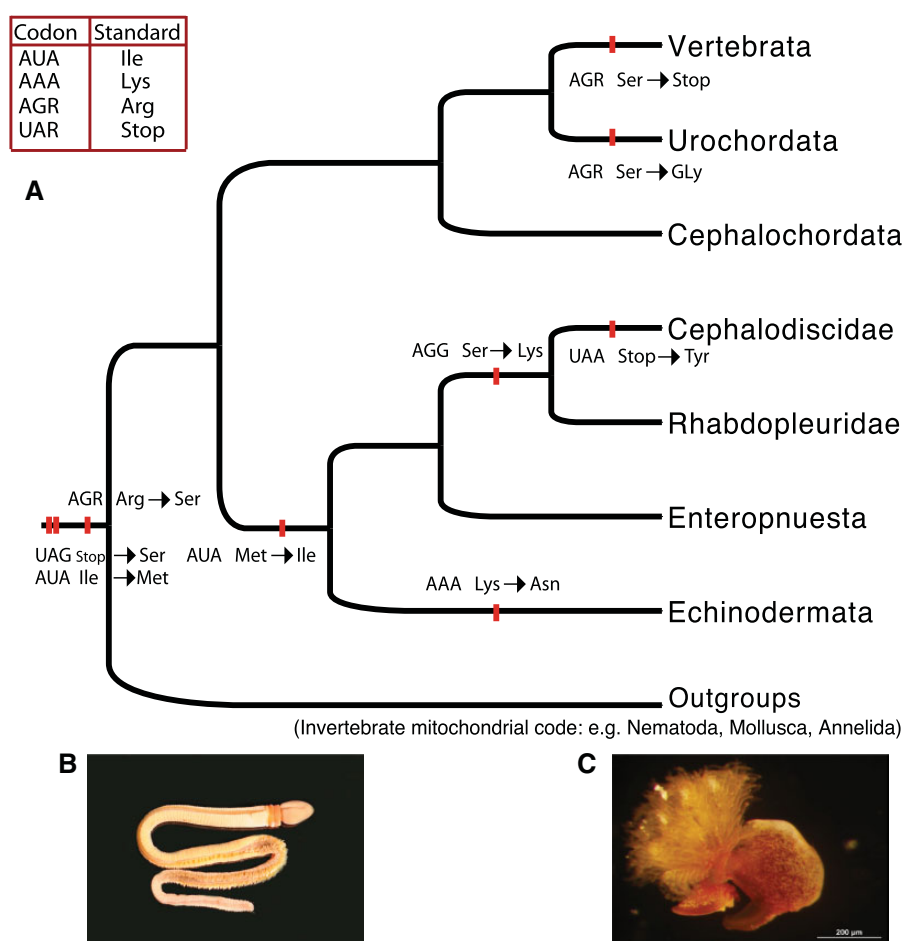 Codon Standard
AUA Ile
AAA Lys
AGR Arg
UAR Stop
A
Vertebrata
AGR Ser→Stop
Urochordata
AGR Ser→GLy
Cephalochordata
Cephalodiscidae
AGG Ser→Lys
UAA Stop→Tyr
Rhabdopleuridae
AGR Arg→Ser
Enteropnuesta
UAG Stop→Ser
AUA Met→Ile
AUA Ile→Met
AAA Lys→Asn
Echinodermata
Outgroups
(Invertebrate mitochondrial code: e.g. Nematoda, Mollusca, Annelida)
B
C
200 µm